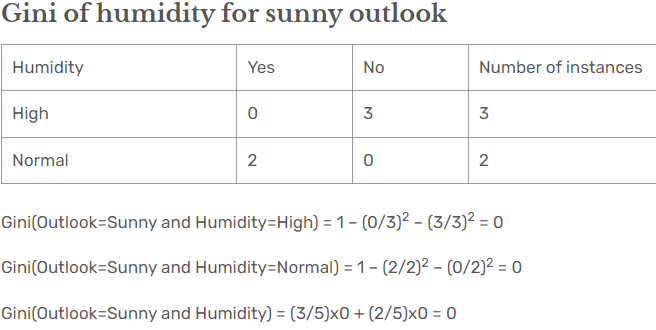 Gini of humidity for sunny outlook
Humidity Yes No Number of instances
High 0 3 3
Normal 2 0 2
Gini(Outlook=Sunny and Humidity=High) = 1 – (0/3)² – (3/3)² = 0
Gini(Outlook=Sunny and Humidity=Normal) = 1 – (2/2)² – (0/2)² = 0
Gini(Outlook=Sunny and Humidity) = (3/5)x0 + (2/5)x0 = 0